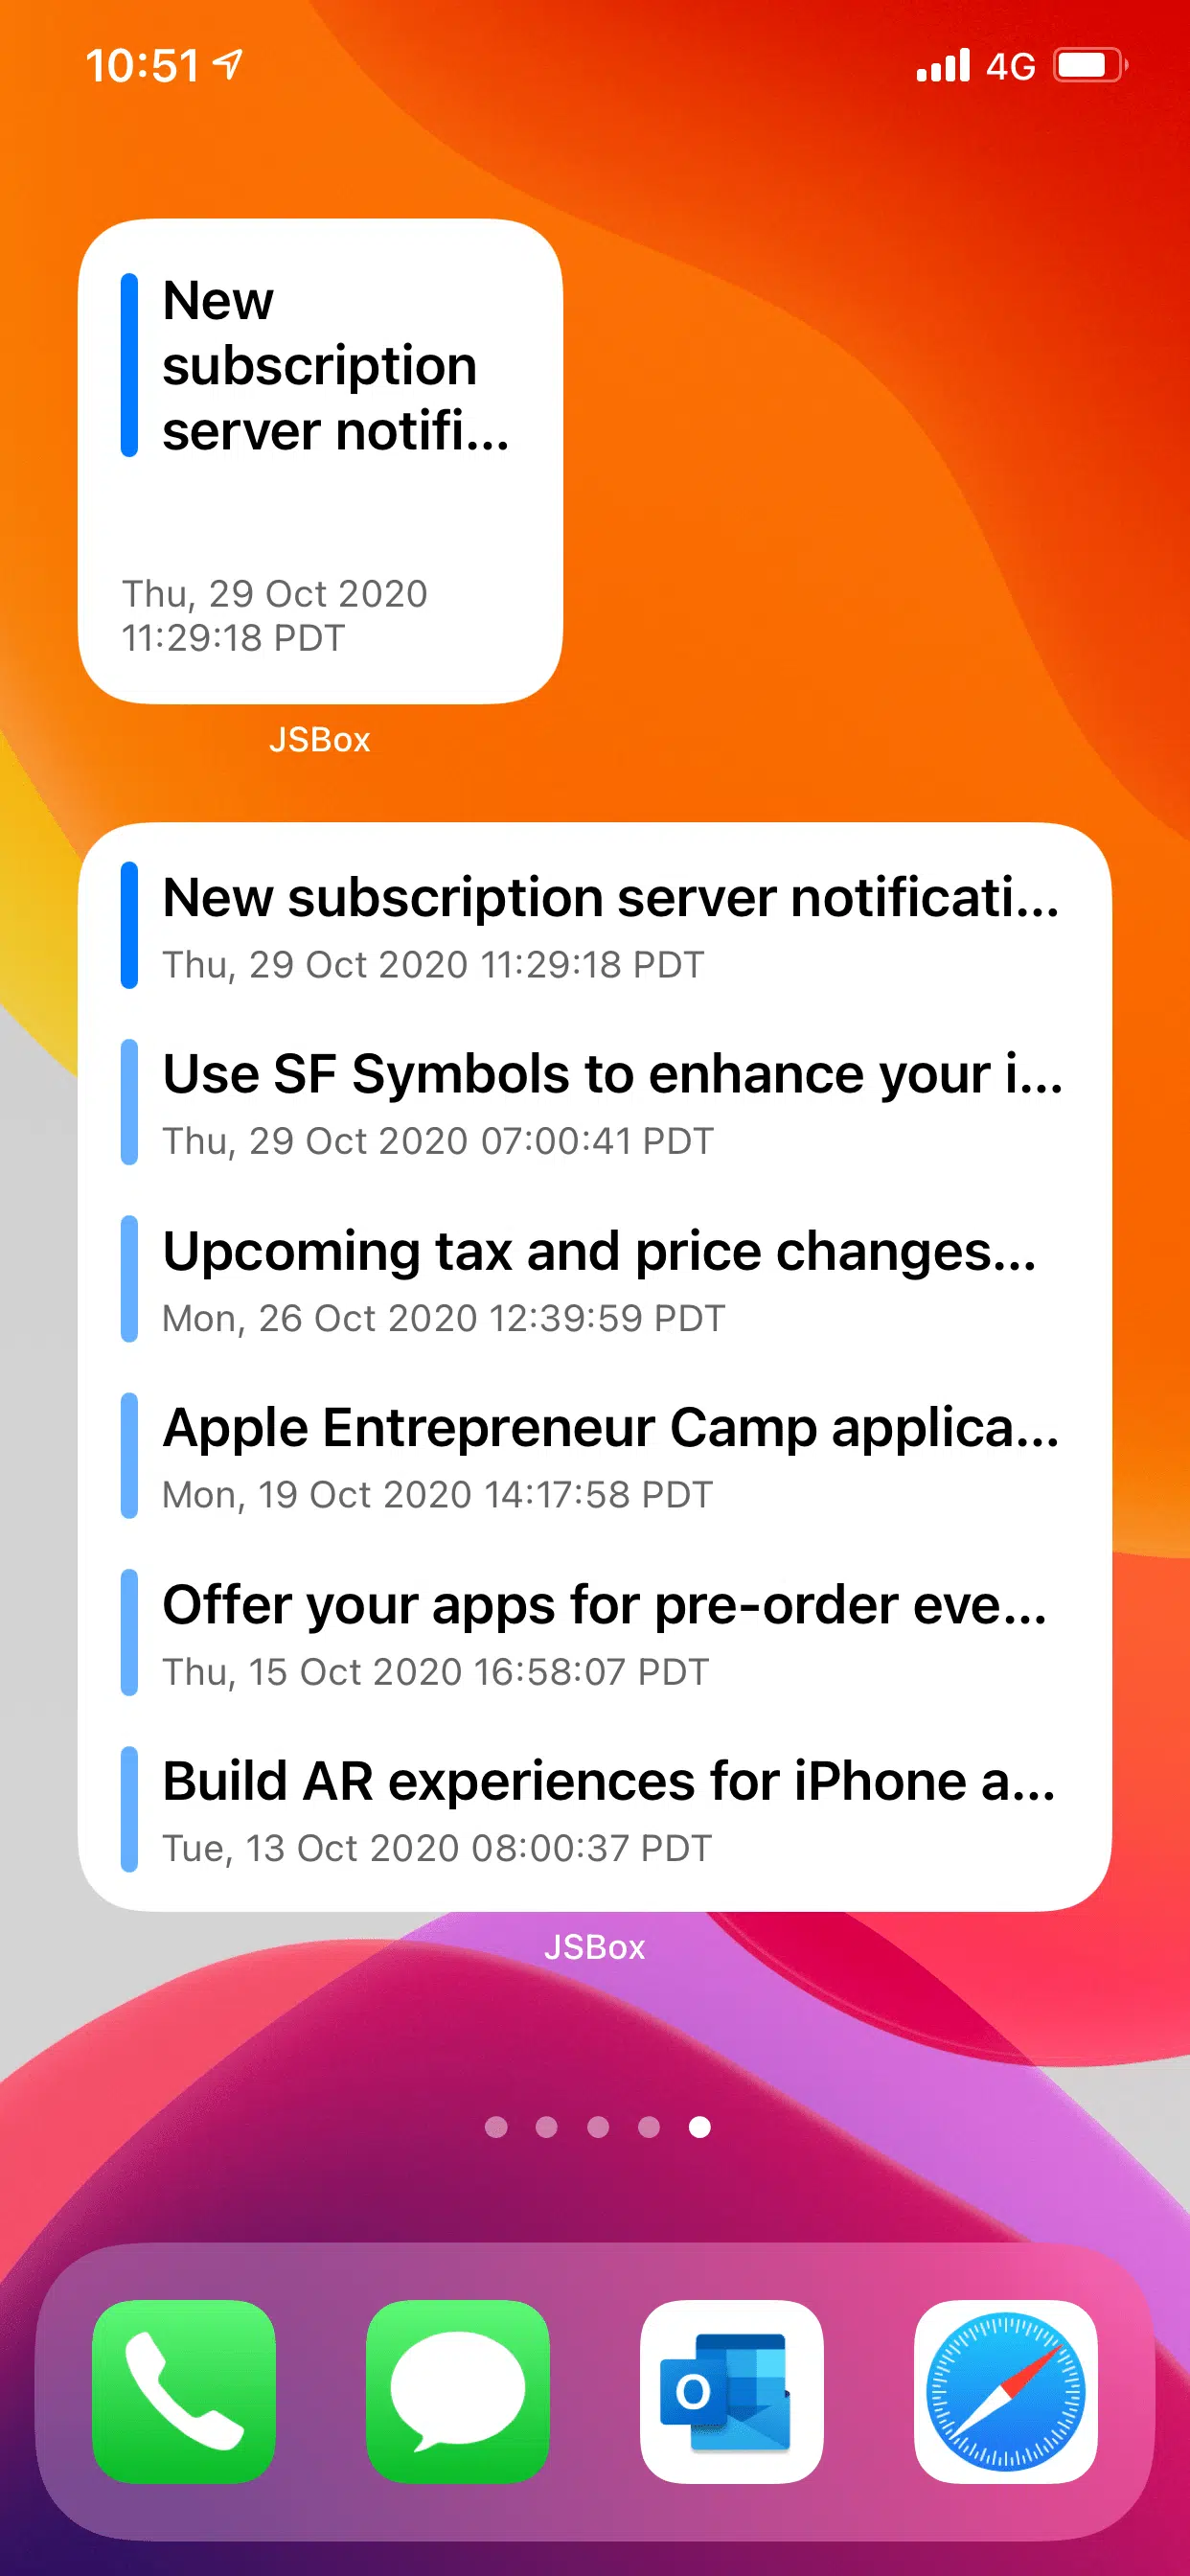 10:51
4G
New
subscription
server notifi...
Thu, 29 Oct 2020
11:29:18 PDT
JSBox
New subscription server notificati...
Thu, 29 Oct 2020 11:29:18 PDT
Use SF Symbols to enhance your i...
Thu, 29 Oct 2020 07:00:41 PDT
Upcoming tax and price changes...
Mon, 26 Oct 2020 12:39:59 PDT
Apple Entrepreneur Camp applica...
Mon, 19 Oct 2020 14:17:58 PDT
Offer your apps for pre-order eve...
Thu, 15 Oct 2020 16:58:07 PDT
Build AR experiences for iPhone a...
Tue, 13 Oct 2020 08:00:37 PDT
JSBox
O